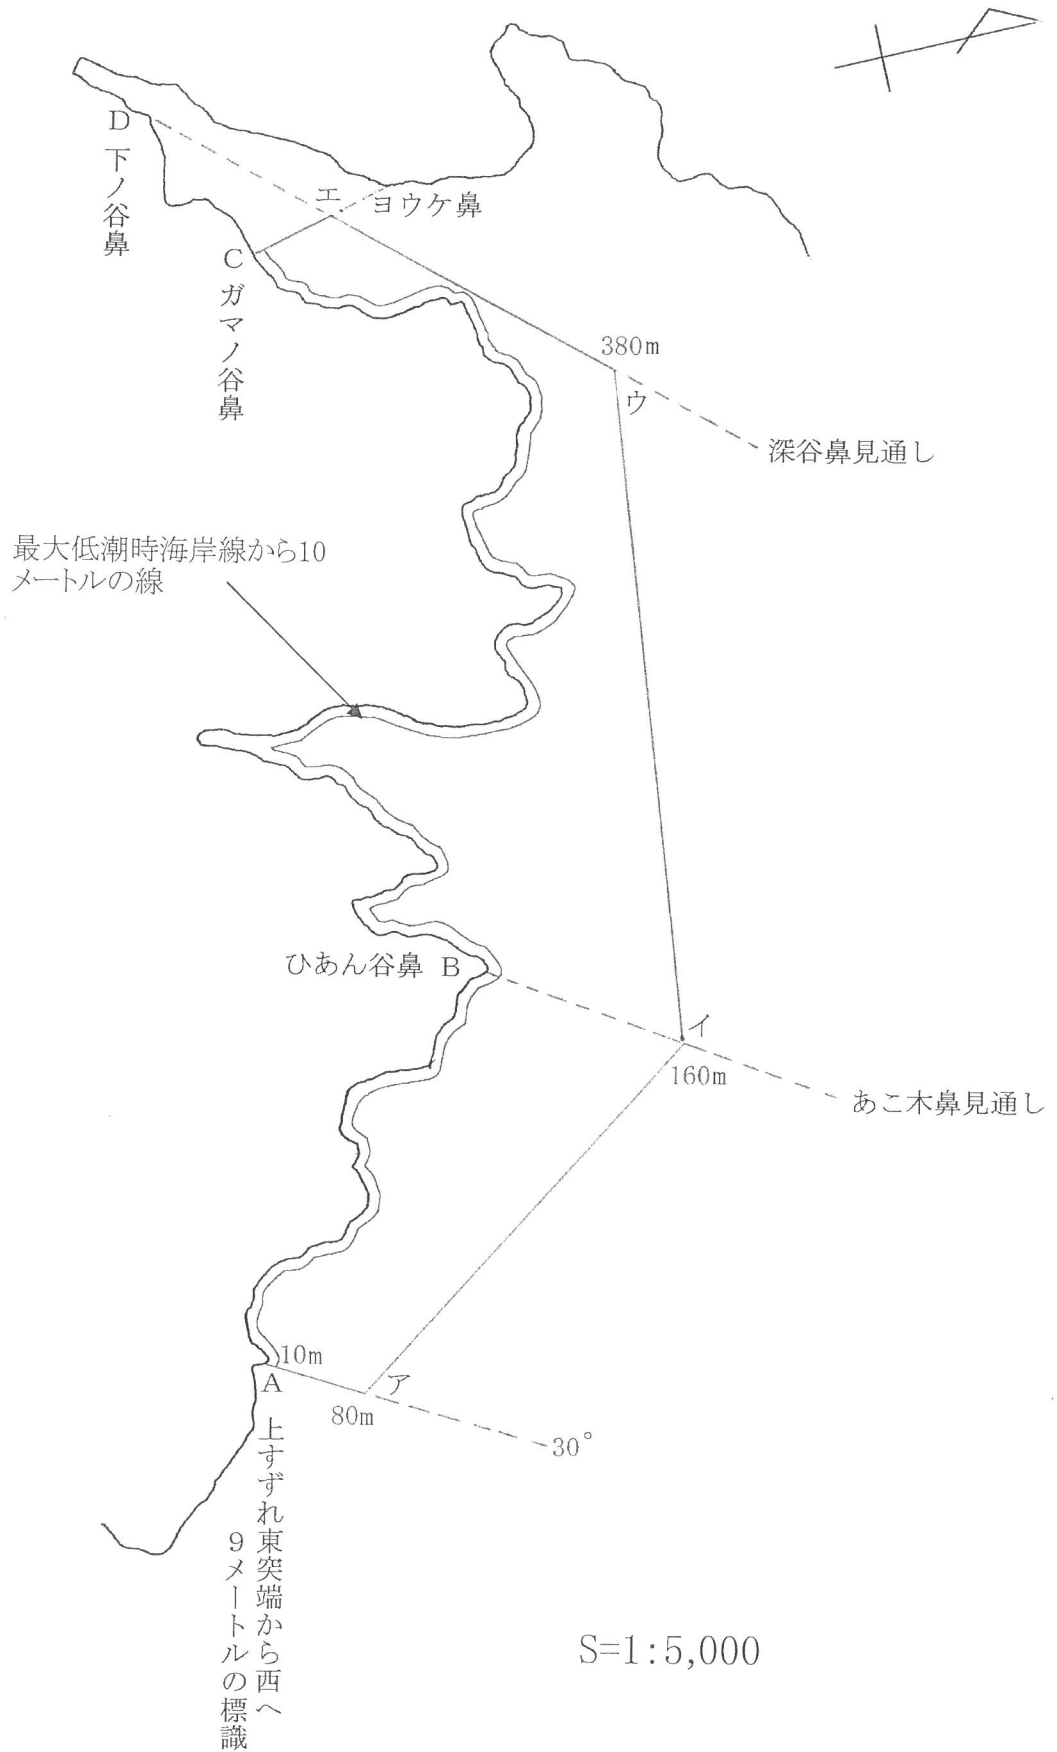 D
下ノ谷鼻
エ
ヨウケ鼻
C
ガマノ谷鼻
380m
ウ
深谷鼻見通し
最大低潮時海岸線から10
メートルの線
ひあん谷鼻 B
イ
160m
あこ木鼻見通し
10m
A
ア
80m
30°
上すずれ東突端から西へ
9メートルの標識
S=1:5,000